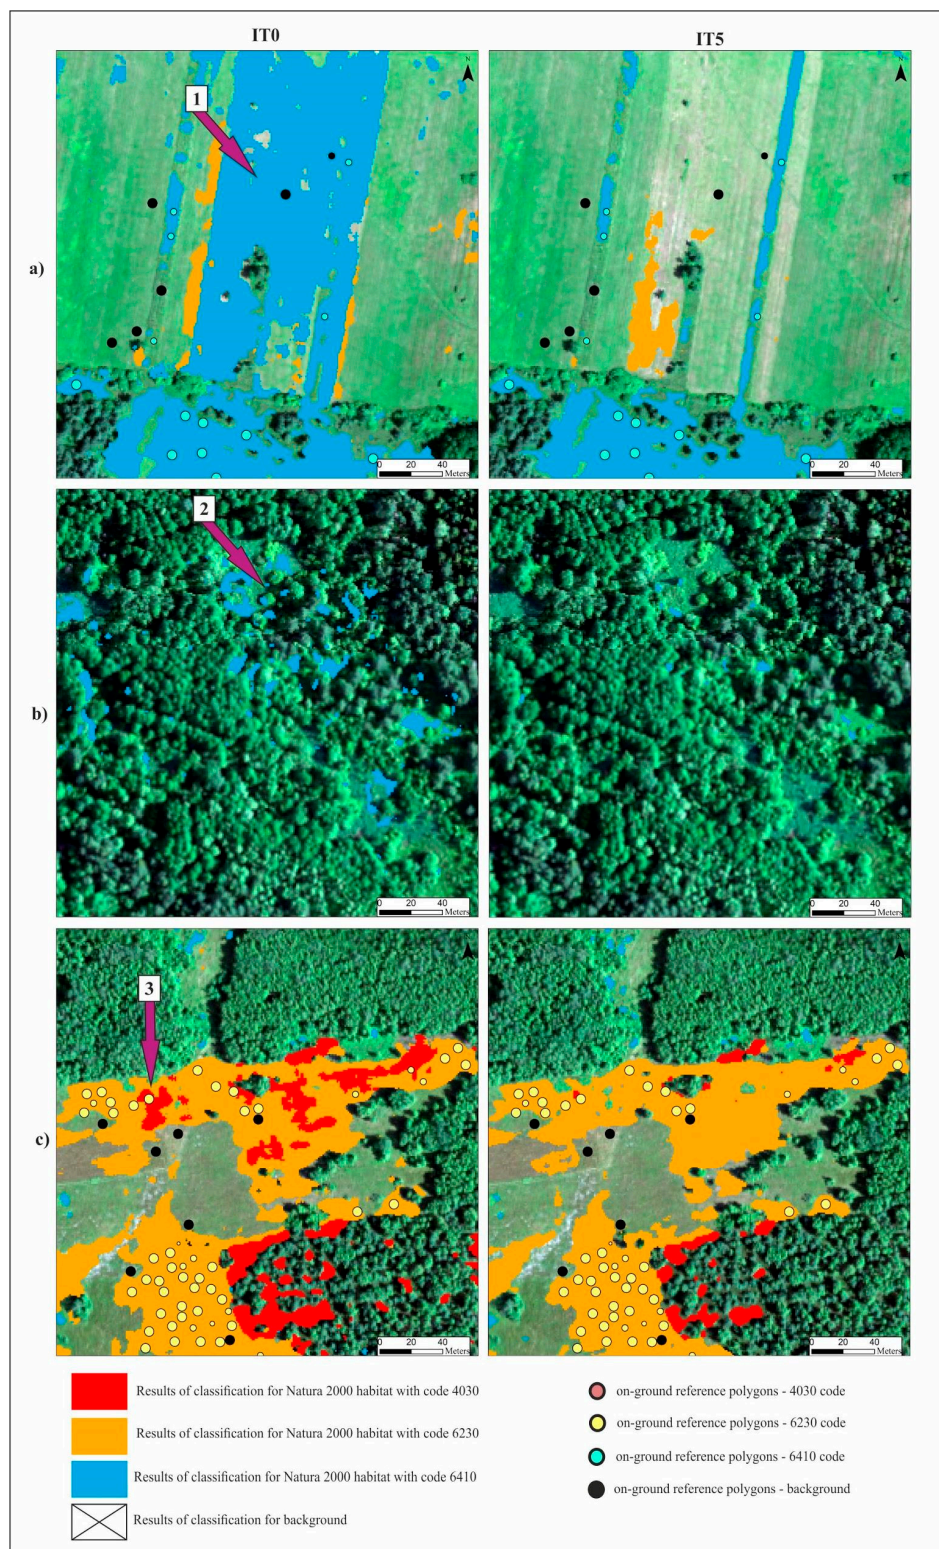 IT0
IT5
a)
1
N
N
0 20 40
Meters
0 20 40
Meters
b)
2
0 20 40
Meters
0 20 40
Meters
c)
3
0 20 40
Meters
0 20 40
Meters
Results of classification for Natura 2000 habitat with code 4030
Results of classification for Natura 2000 habitat with code 6230
Results of classification for Natura 2000 habitat with code 6410
Results of classification for background
on-ground reference polygons - 4030 code
on-ground reference polygons - 6230 code
on-ground reference polygons - 6410 code
on-ground reference polygons - background